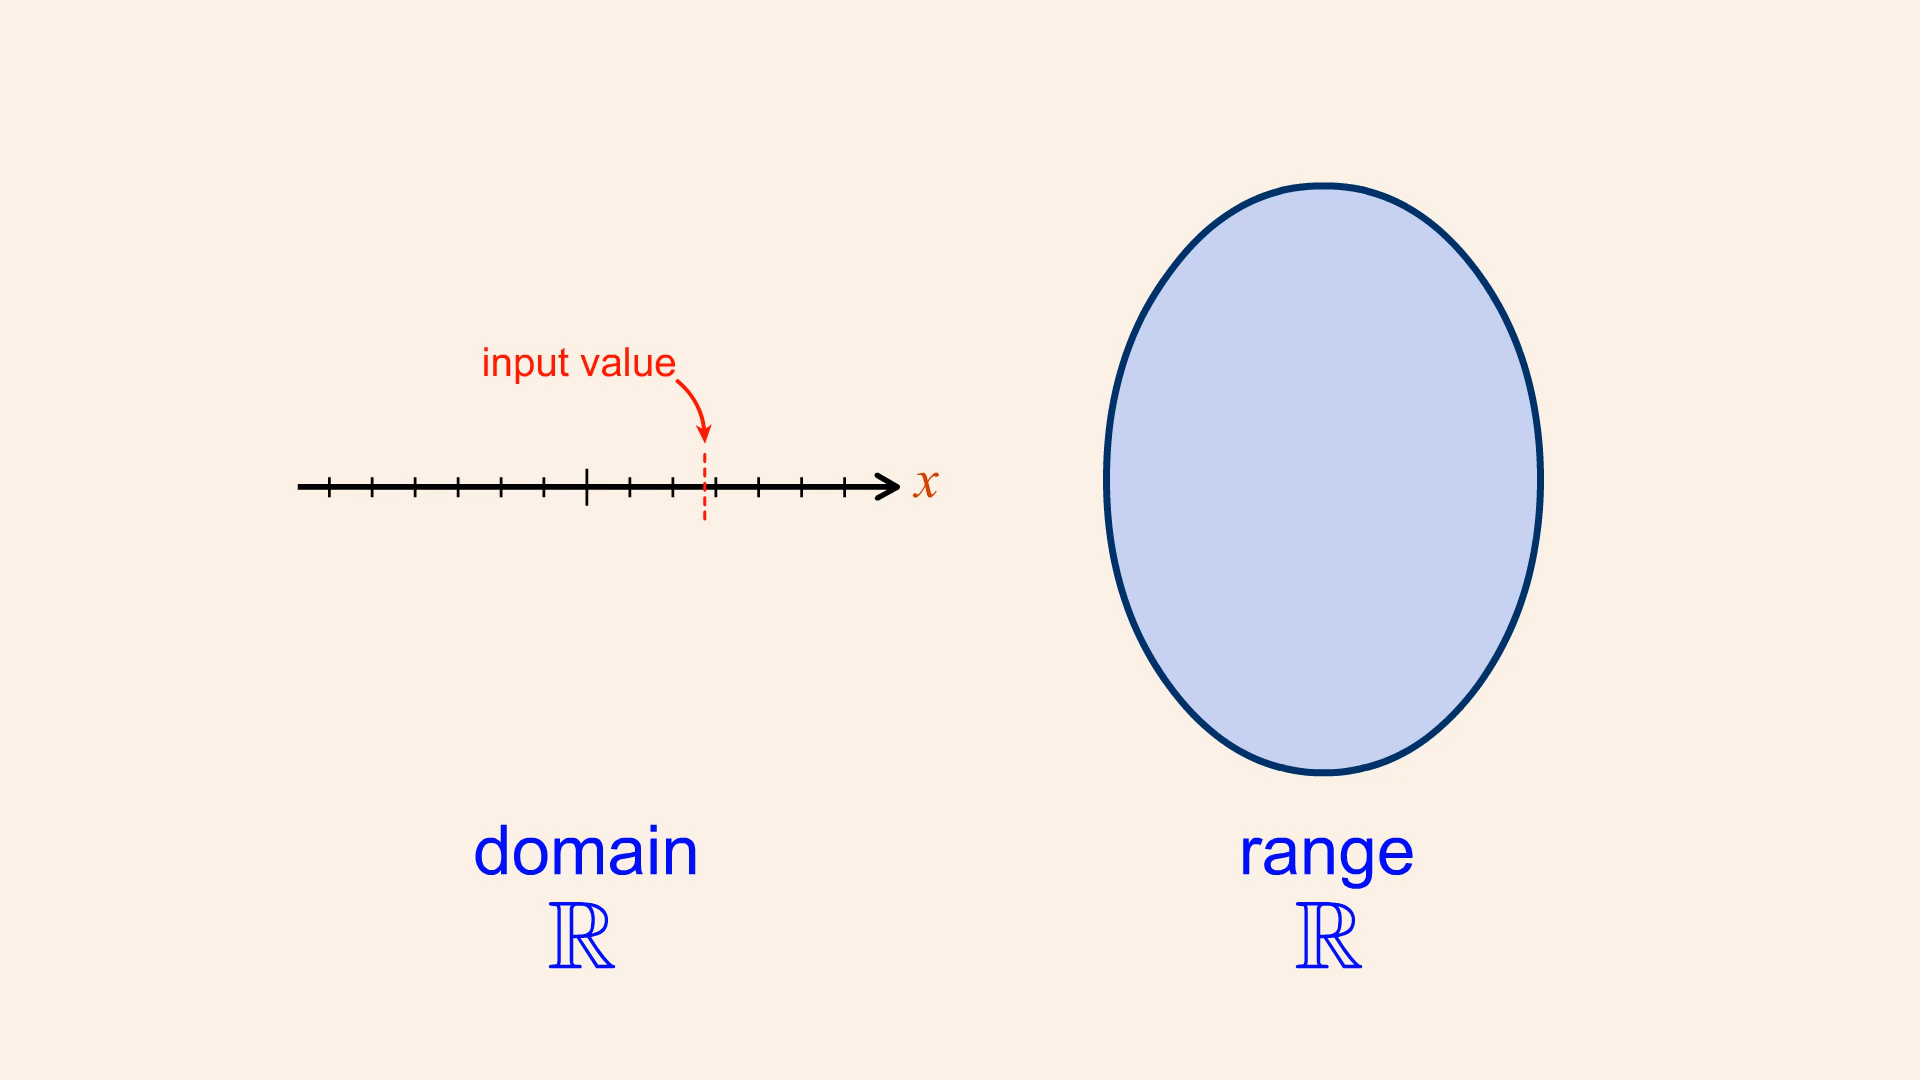 input value
x
domain
ℝ
range
ℝ